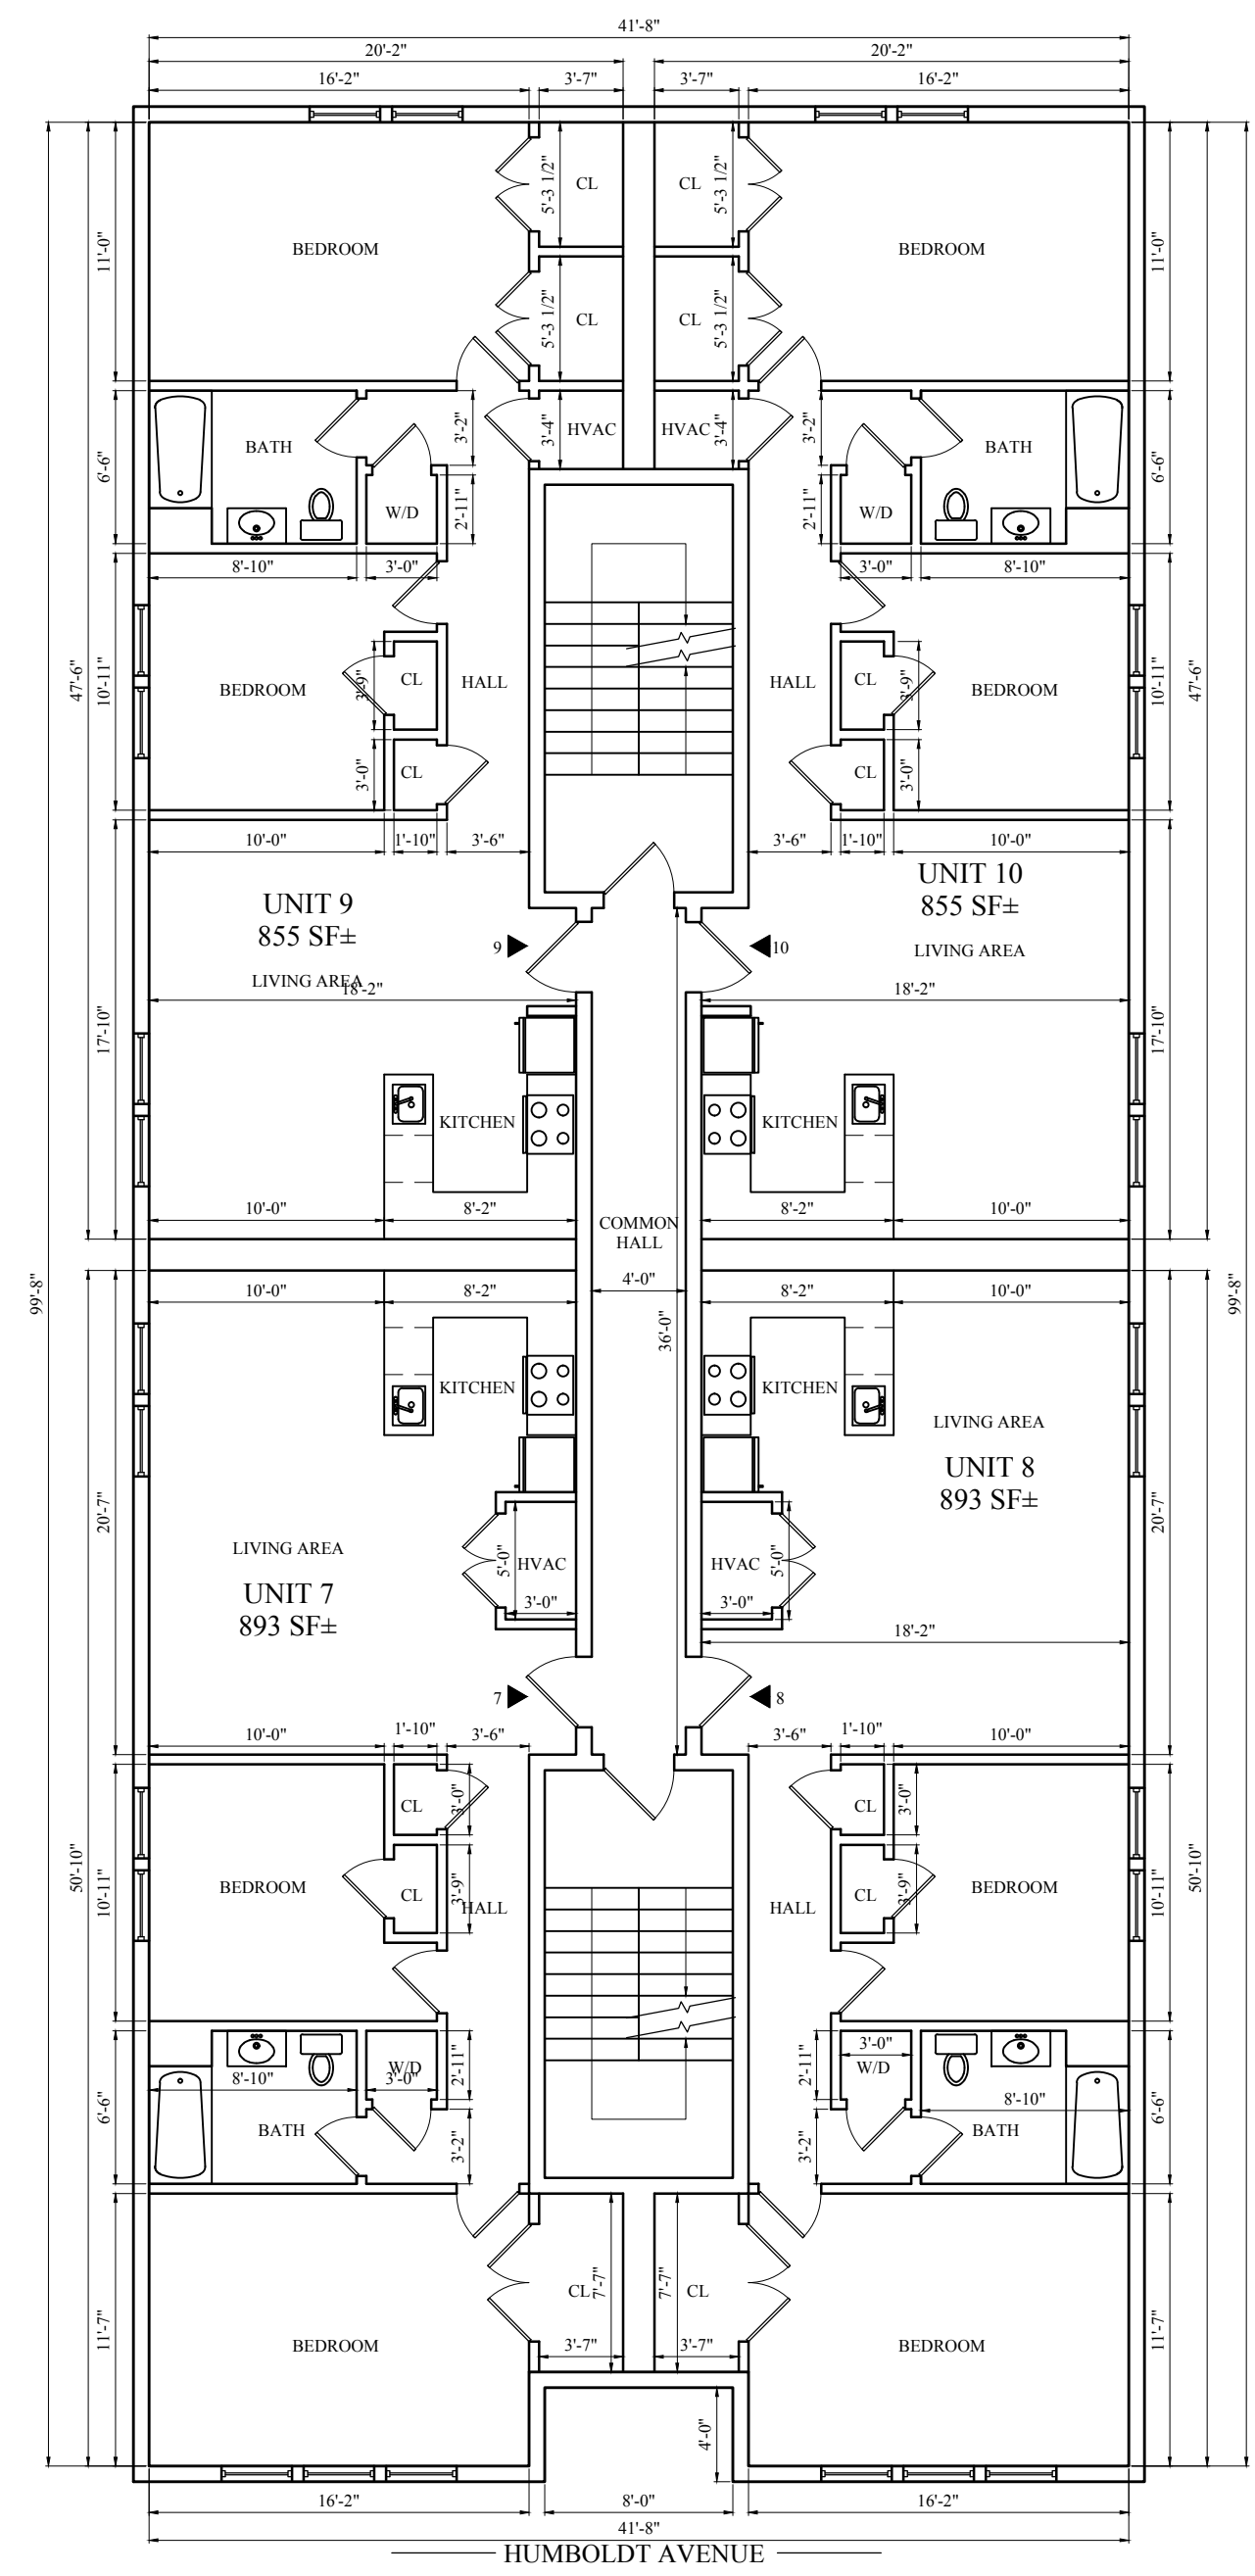 41'-8"
20'-2" 20'-2"
16'-2" 3'-7" 3'-7" 16'-2"
5'-3 1/2" CL CL 5'-3 1/2"
11'-0" BEDROOM BEDROOM 11'-0"
5'-3 1/2" CL CL 5'-3 1/2"
6'-6" BATH 3'-2" 3'-4" HVAC HVAC 3'-4" 3'-2" BATH 6'-6"
W/D 2'-11" 2'-11" W/D
8'-10" 3'-0" 3'-0" 8'-10"
47'-6" 10'-11" BEDROOM 3'-9" CL HALL HALL CL 3'-9" BEDROOM 10'-11" 47'-6"
3'-0" CL CL 3'-0"
10'-0" 1'-10" 3'-6" 3'-6" 1'-10" 10'-0"
UNIT 9
855 SF±
LIVING AREA
UNIT 10
855 SF±
LIVING AREA
9 10
18'-2" 18'-2"
17'-10" 17'-10"
KITCHEN KITCHEN
10'-0" 8'-2" 8'-2" 10'-0"
COMMON
HALL
99'-8" 4'-0" 36'-0" 99'-8"
10'-0" 8'-2" 8'-2" 10'-0"
KITCHEN KITCHEN
LIVING AREA
UNIT 8
893 SF±
20'-7" 20'-7"
LIVING AREA
UNIT 7
893 SF±
5'-0" HVAC HVAC 5'-0"
3'-0" 3'-0"
18'-2"
7 8
10'-0" 1'-10" 3'-6" 3'-6" 1'-10" 10'-0"
CL 3'-0" CL 3'-0"
50'-10" 10'-11" BEDROOM CL 3'-9" HALL HALL CL 3'-9" BEDROOM 10'-11" 50'-10"
6'-6" 8'-10" W/D 3'-0" 2'-11" 2'-11" 3'-0" W/D 8'-10" 6'-6"
BATH 3'-2" 3'-2" BATH
CL 7'-7" 7'-7" CL
11'-7" BEDROOM 3'-7" 3'-7" BEDROOM 11'-7"
4'-0"
16'-2" 8'-0" 16'-2"
41'-8"
HUMBOLDT AVENUE